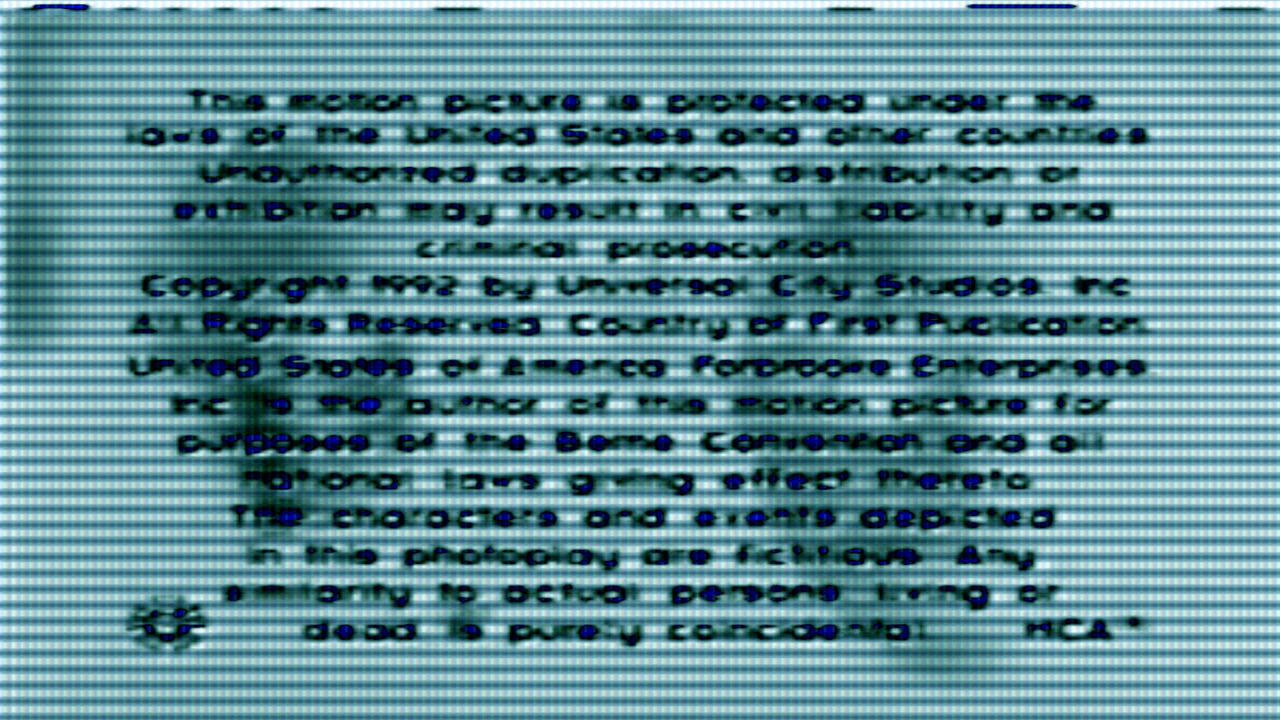 This motion picture is protected under the
laws of the United States and other countries
Unauthorized duplication, distribution or
exhibition may result in civil liability and
criminal prosecution
Copyright 1992 by Universal City Studios, Inc
All Rights Reserved. Country of First Publication,
United States of America Forbrooke Enterprises
Inc is the author of this motion picture for
purposes of the Berne Convention and all
national laws giving effect thereto
The characters and events depicted
in this photoplay are fictitious. Any
similarity to actual persons living or
dead is purely coincidental
MCA